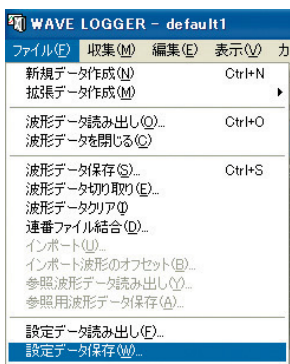 WAVE LOGGER - default1
ファイル(F) 収集(M) 編集(E) 表示(V) カ
新規データ作成(N) Ctrl+N
拡張データ作成(M)
波形データ読み出し(O)... Ctrl+O
波形データを閉じる(C)
波形データ保存(S)... Ctrl+S
波形データ切り取り(E)...
波形データクリア(I)
連番ファイル結合(D)...
インポート(U)...
インポート波形のオフセット(B)...
参照波形データ読み出し(Y)...
参照用波形データ保存(A)...
設定データ読み出し(F)...
設定データ保存(W)...